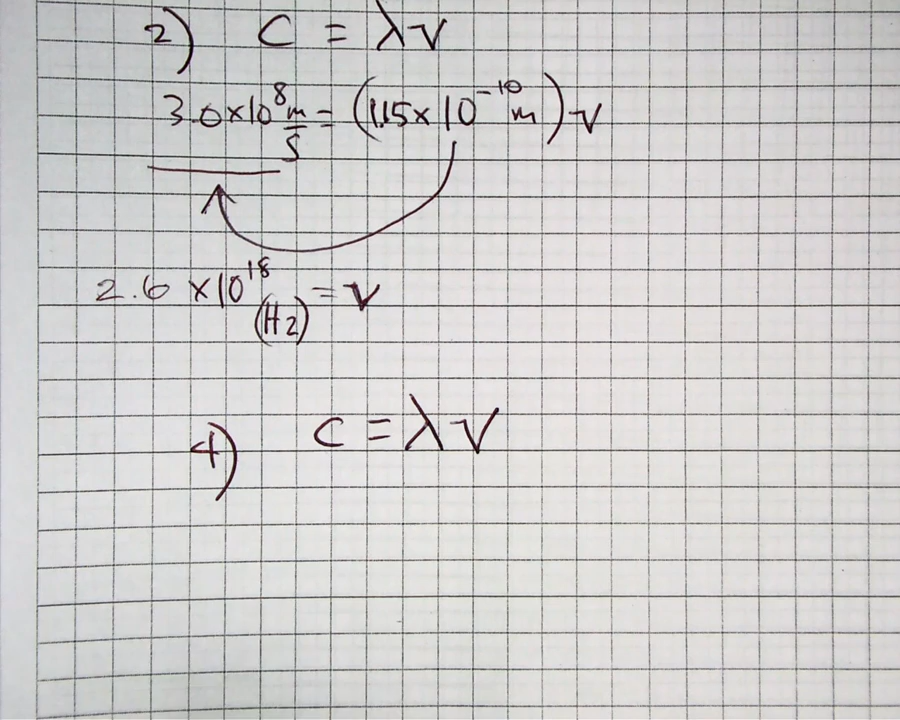 2) C = λν
3.0×10⁸ m/s = (1.15×10⁻¹⁰ m)ν
2.6 ×10¹⁸ (Hz) = ν
4) C = λν